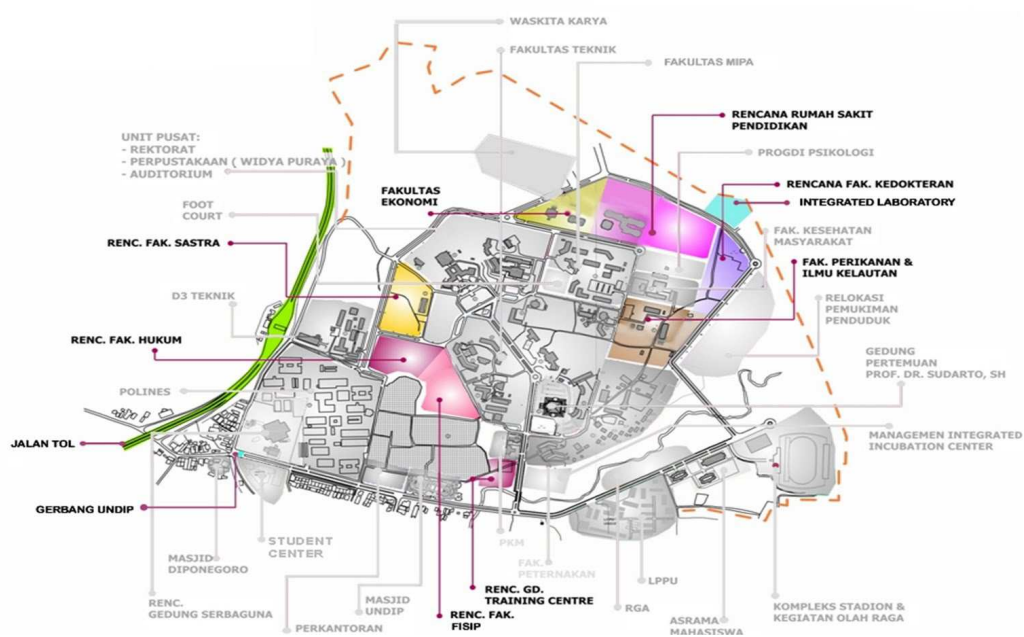 WASKITA KARYA
FAKULTAS TEKNIK
FAKULTAS MIPA
RENCANA RUMAH SAKIT
PENDIDIKAN
UNIT PUSAT:
- REKTORAT
- PERPUSTAKAAN ( WIDYA PURAYA )
- AUDITORIUM
PROGDI PSIKOLOGI
FAKULTAS
EKONOMI
RENCANA FAK. KEDOKTERAN
INTEGRATED LABORATORY
FOOT
COURT
FAK. KESEHATAN
MASYARAKAT
RENC. FAK. SASTRA
FAK. PERIKANAN &
ILMU KELAUTAN
D3 TEKNIK
RELOKASI
PEMUKIMAN
PENDUDUK
RENC. FAK. HUKUM
GEDUNG
PERTEMUAN
PROF. DR. SUDARTO, SH
POLINES
JALAN TOL
MANAGEMEN INTEGRATED
INCUBATION CENTER
GERBANG UNDIP
STUDENT
CENTER
PKM
MASJID
DIPONEGORO
FAK.
PETERNAKAN
LPPU
RENC.
GEDUNG SERBAGUNA
MASJID
UNDIP
RENC. GD.
TRAINING CENTRE
RGA
KOMPLEKS STADION &
KEGIATAN OLAH RAGA
PERKANTORAN
RENC. FAK.
FISIP
ASRAMA
MAHASISWA